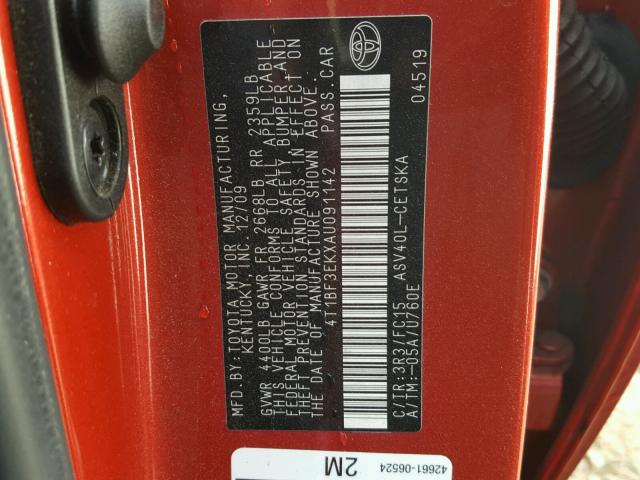 MFD. BY: TOYOTA MOTOR MANUFACTURING,
KENTUCKY, INC. 12/09
GVWR 4400LB GAWR FR 2668LB RR 2359LB
THIS VEHICLE CONFORMS TO ALL APPLICABLE
FEDERAL MOTOR VEHICLE SAFETY BUMPER,AND
THEFT PREVENTION STANDARDS IN EFFECT ON
THE DATE OF MANUFACTURE SHOWN ABOVE.
4T1BF3EKXAU091142 PASS. CAR
C/TR:3R3/FC15 ASV40L-CETSKA
A/TM:-05A/U760E
04519
42661-06524
2M